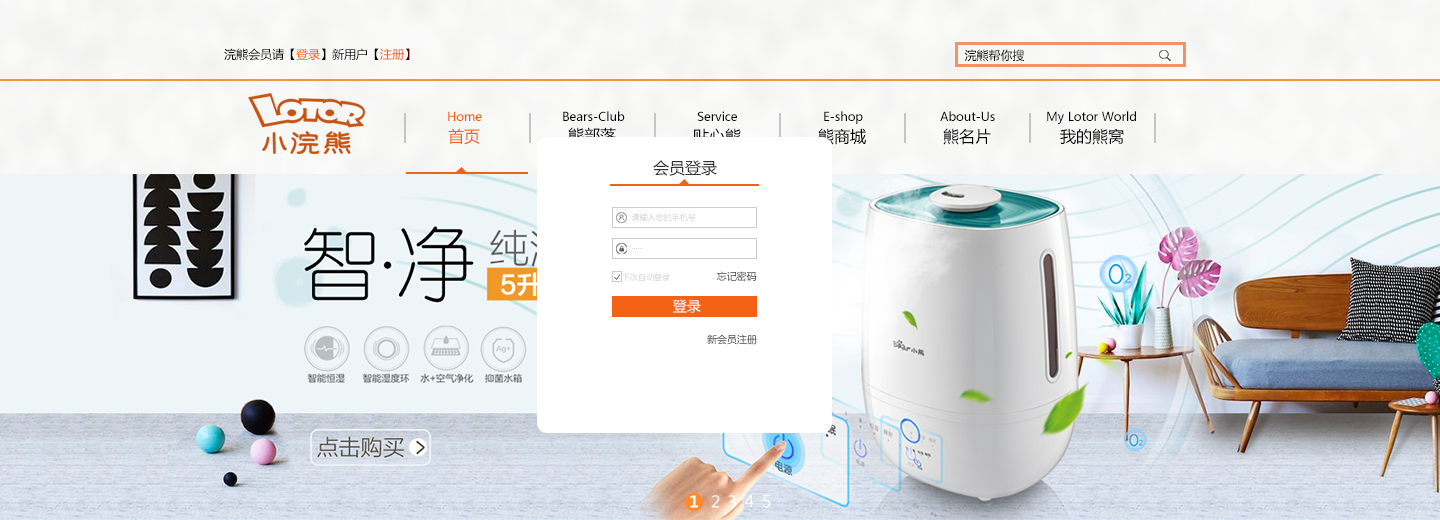 浣熊会员请【登录】新用户【注册】
浣熊帮你搜
LOTOR
小浣熊
Home
首页
Bears-Club
熊部落
Service
贴心熊
E-shop
熊商城
About-Us
熊名片
My Lotor World
我的熊窝
会员登录
请输入您的手机号
·····
下次自动登录
忘记密码
登录
新会员注册
智·净
纯
5升
智能恒湿
智能湿度环
水+空气净化
Ag+
抑菌水箱
点击购买
O2
小熊
电源
O2
1 2 3 4 5